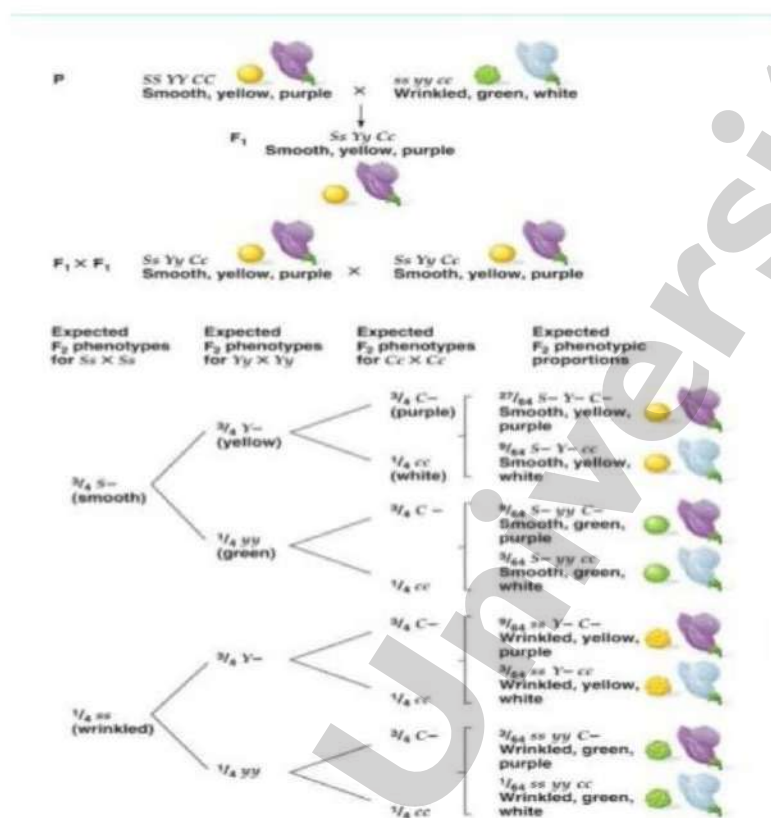 P
SS YY CC
Smooth, yellow, purple
×
ss yy cc
Wrinkled, green, white
F₁
Ss Yy Cc
Smooth, yellow, purple
F₁ × F₁
Ss Yy Cc
Smooth, yellow, purple
×
Ss Yy Cc
Smooth, yellow, purple
Expected
F₂ phenotypes
for Ss × Ss
Expected
F₂ phenotypes
for Yy × Yy
Expected
F₂ phenotypes
for Cc × Cc
Expected
F₂ phenotypic
proportions
3/4 S–
(smooth)
3/4 Y–
(yellow)
3/4 C–
(purple)
27/64 S– Y– C–
Smooth, yellow,
purple
1/4 cc
(white)
9/64 S– Y– cc
Smooth, yellow,
white
1/4 yy
(green)
3/4 C –
9/64 S– yy C–
Smooth, green,
purple
1/4 cc
3/64 S– yy cc
Smooth, green,
white
1/4 ss
(wrinkled)
3/4 Y–
3/4 C–
9/64 ss Y– C–
Wrinkled, yellow,
purple
1/4 cc
3/64 ss Y– cc
Wrinkled, yellow,
white
1/4 yy
3/4 C–
3/64 ss yy C–
Wrinkled, green,
purple
1/4 cc
1/64 ss yy cc
Wrinkled, green,
white
Universi